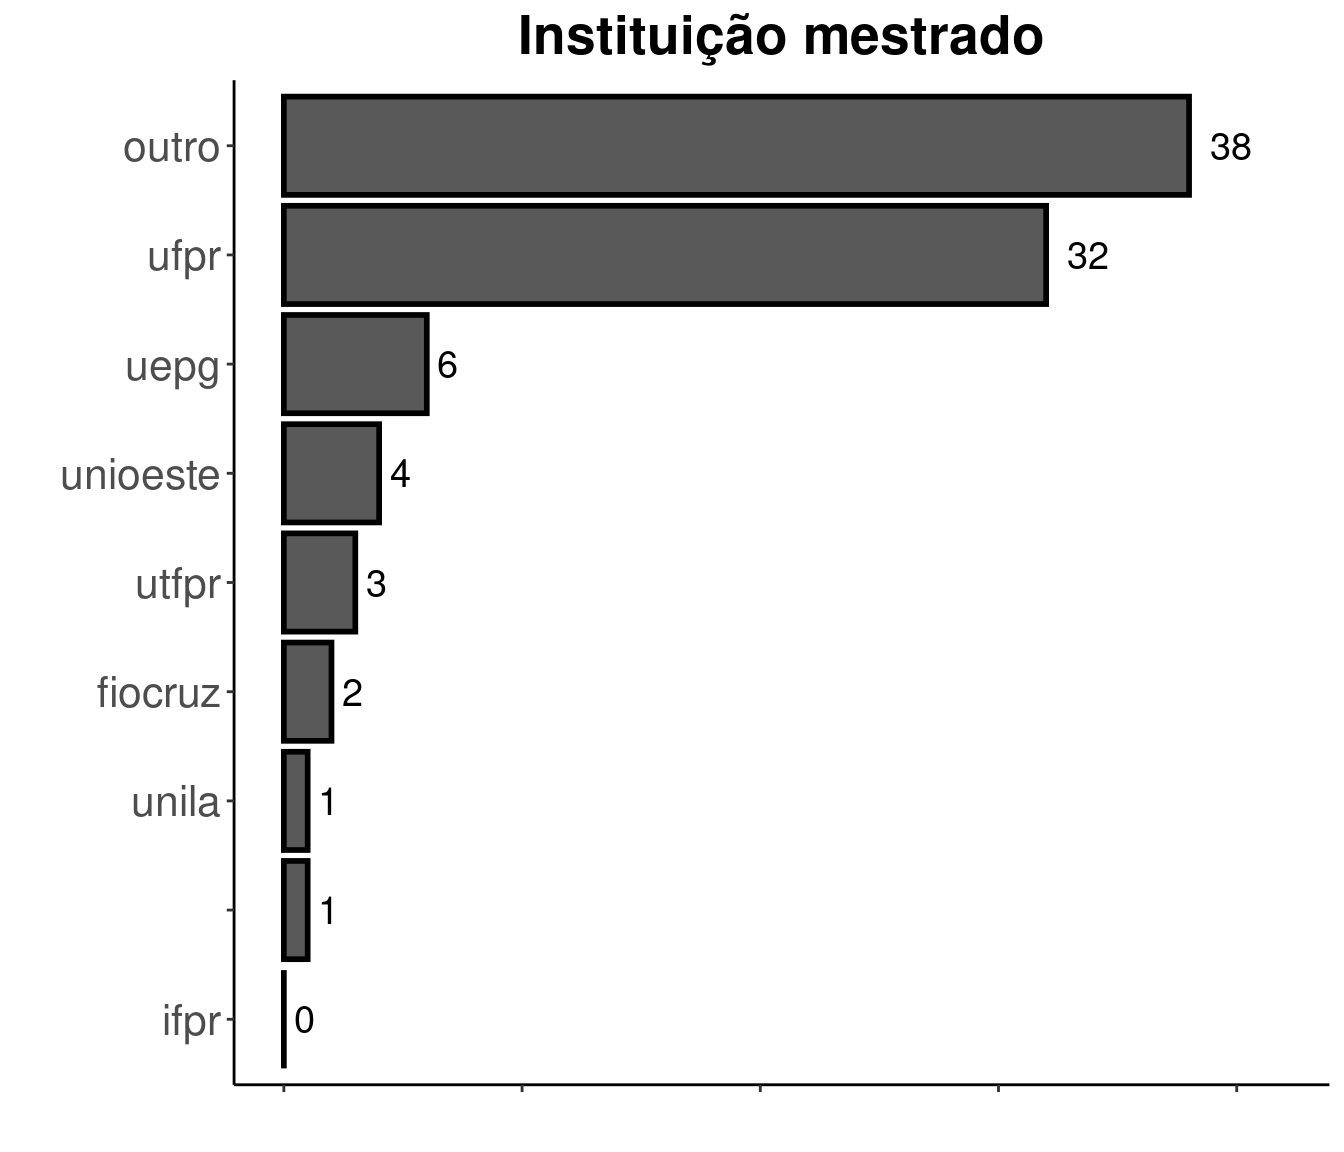 Instituição mestrado
outro 38
ufpr 32
uepg 6
unioeste 4
utfpr 3
fiocruz 2
unila 1
1
ifpr 0